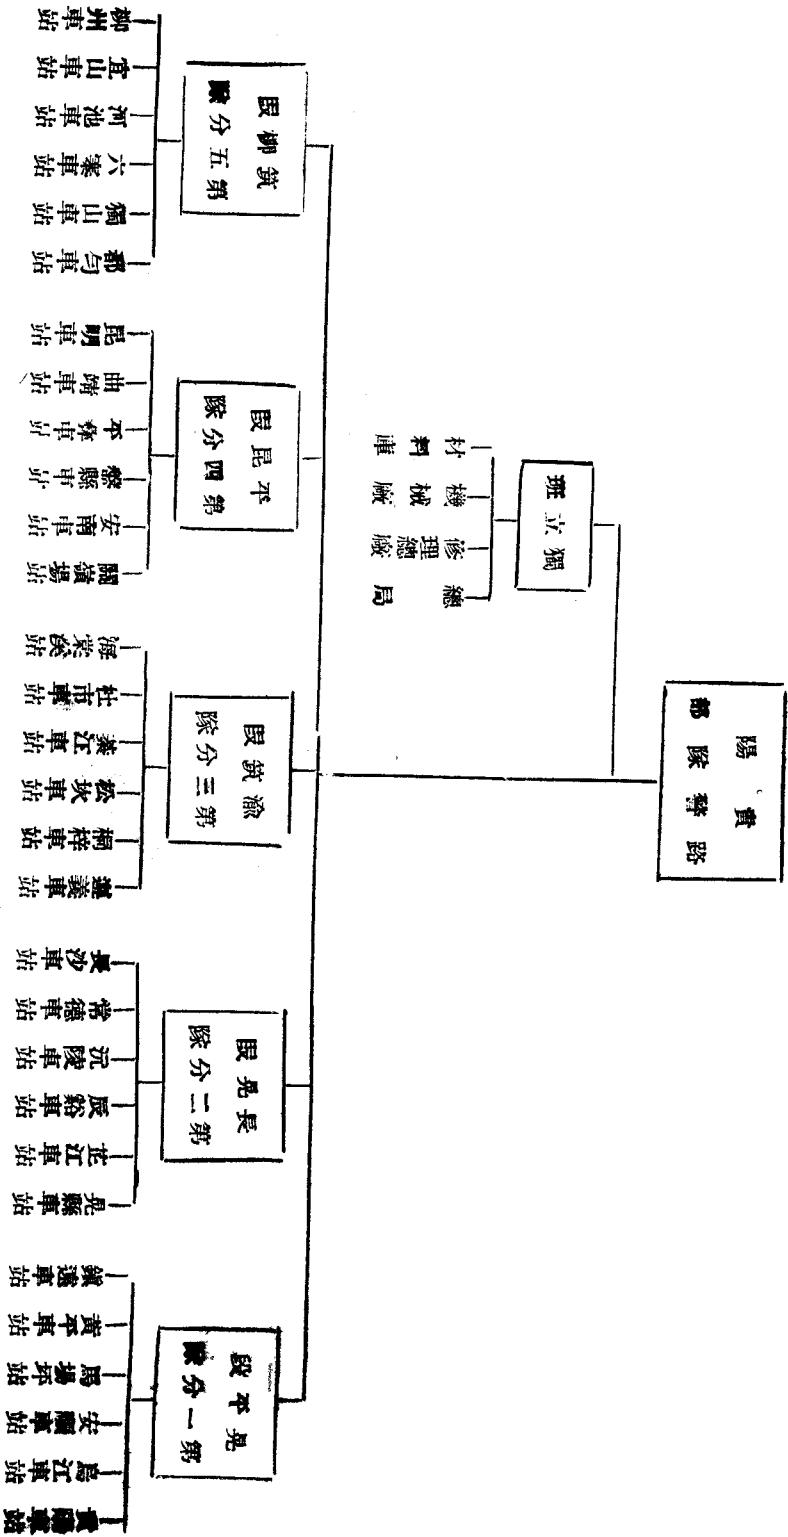 貴陽
路警隊部
獨立班
總局
修理總廠
機械廠
材料庫
晃平段
第一分隊
貴陽車站
烏江車站
安順車站
馬場坪站
黃平車站
鎮遠車站
長晃段
第二分隊
晃縣車站
芷江車站
辰谿車站
沅陵車站
常德車站
長沙車站
渝筑段
第三分隊
遵義車站
桐梓車站
松坎車站
綦江車站
杜市車站
海棠溪站
平昆段
第四分隊
關嶺場站
安南車站
盤縣車站
平彝車站
曲靖車站
昆明車站
筑柳段
第五分隊
都勻車站
獨山車站
六寨車站
河池車站
宜山車站
柳州車站